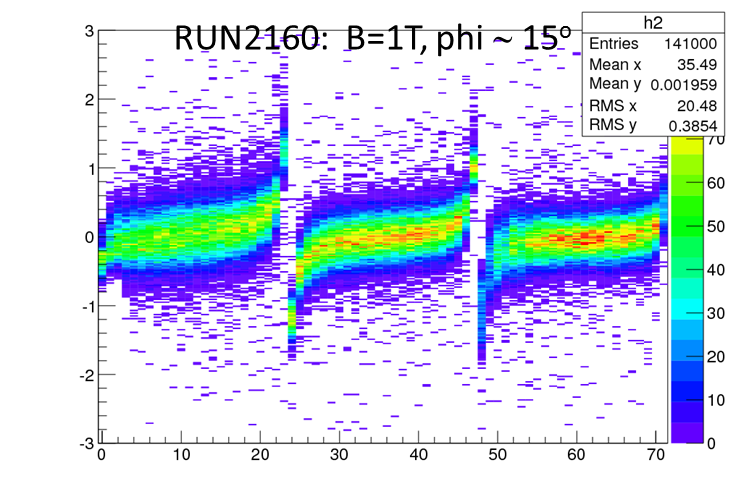 RUN2160: B=1T, phi ~ 15º
h2
Entries 141000
Mean x 35.49
Mean y 0.001959
RMS x 20.48
RMS y 0.3854
3
2
1
0
-1
-2
-3
0 10 20 30 40 50 60 70
70
60
50
40
30
20
10
0